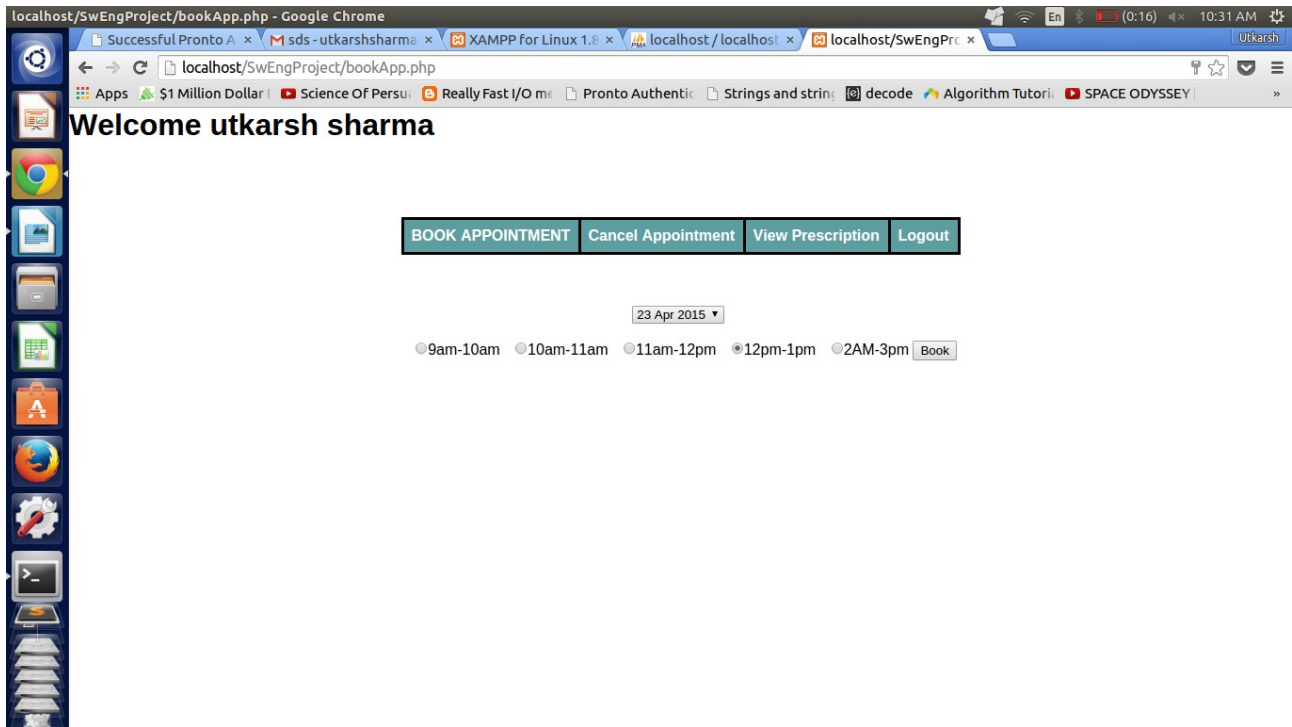 localhost/SwEngProject/bookApp.php - Google Chrome
En (0:16) 10:31 AM
Successful Pronto A sds - utkarshsharma XAMPP for Linux 1.8 localhost / localhost localhost/SwEngPro Utkarsh
localhost/SwEngProject/bookApp.php
Apps $1 Million Dollar Science Of Persu Really Fast I/O me Pronto Authentic Strings and string decode Algorithm Tutoria SPACE ODYSSEY »
Welcome utkarsh sharma
BOOK APPOINTMENT Cancel Appointment View Prescription Logout
23 Apr 2015
9am-10am 10am-11am 11am-12pm 12pm-1pm 2AM-3pm Book